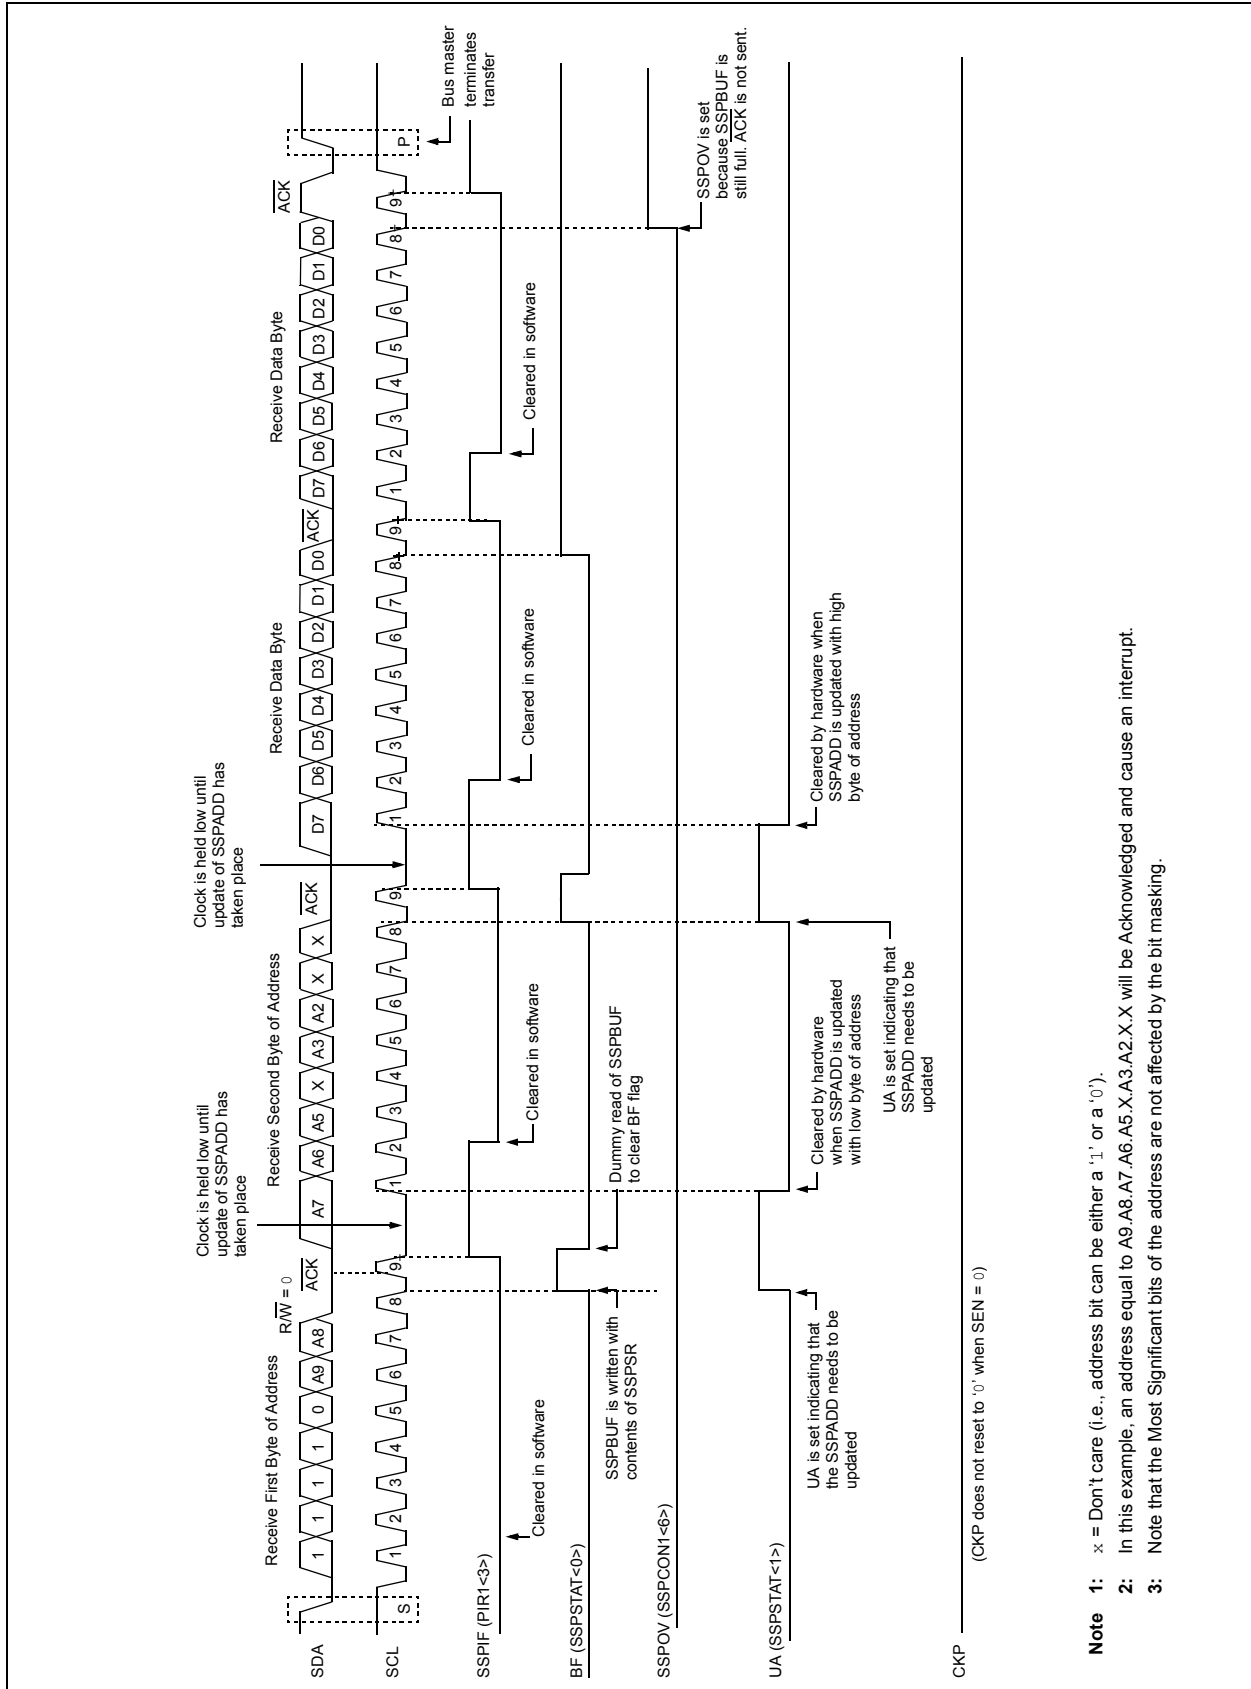 Receive First Byte of Address
R/W = 0
ACK
Clock is held low until
update of SSPADD has
taken place
Receive Second Byte of Address
ACK
Clock is held low until
update of SSPADD has
taken place
Receive Data Byte
ACK
Receive Data Byte
ACK
SDA
1 1 1 1 0 A9 A8
A7 A6 A5 X A3 A2 X X
D7 D6 D5 D4 D3 D2 D1 D0
D7 D6 D5 D4 D3 D2 D1 D0
SCL
S
1 2 3 4 5 6 7 8 9
1 2 3 4 5 6 7 8 9
1 2 3 4 5 6 7 8 9
1 2 3 4 5 6 7 8 9
P
Bus master
terminates
transfer
SSPIF (PIR1<3>)
Cleared in software
Cleared in software
Cleared in software
Cleared in software
BF (SSPSTAT<0>)
SSPBUF is written with
contents of SSPSR
Dummy read of SSPBUF
to clear BF flag
SSPOV (SSPCON1<6>)
SSPOV is set
because SSPBUF is
still full. ACK is not sent.
UA (SSPSTAT<1>)
UA is set indicating that
the SSPADD needs to be
updated
Cleared by hardware
when SSPADD is updated
with low byte of address
UA is set indicating that
SSPADD needs to be
updated
Cleared by hardware when
SSPADD is updated with high
byte of address
CKP
(CKP does not reset to ‘0’ when SEN = 0)
Note 1: x = Don’t care (i.e., address bit can be either a ‘1’ or a ‘0’).
2: In this example, an address equal to A9.A8.A7.A6.A5.X.A3.A2.X.X will be Acknowledged and cause an interrupt.
3: Note that the Most Significant bits of the address are not affected by the bit masking.